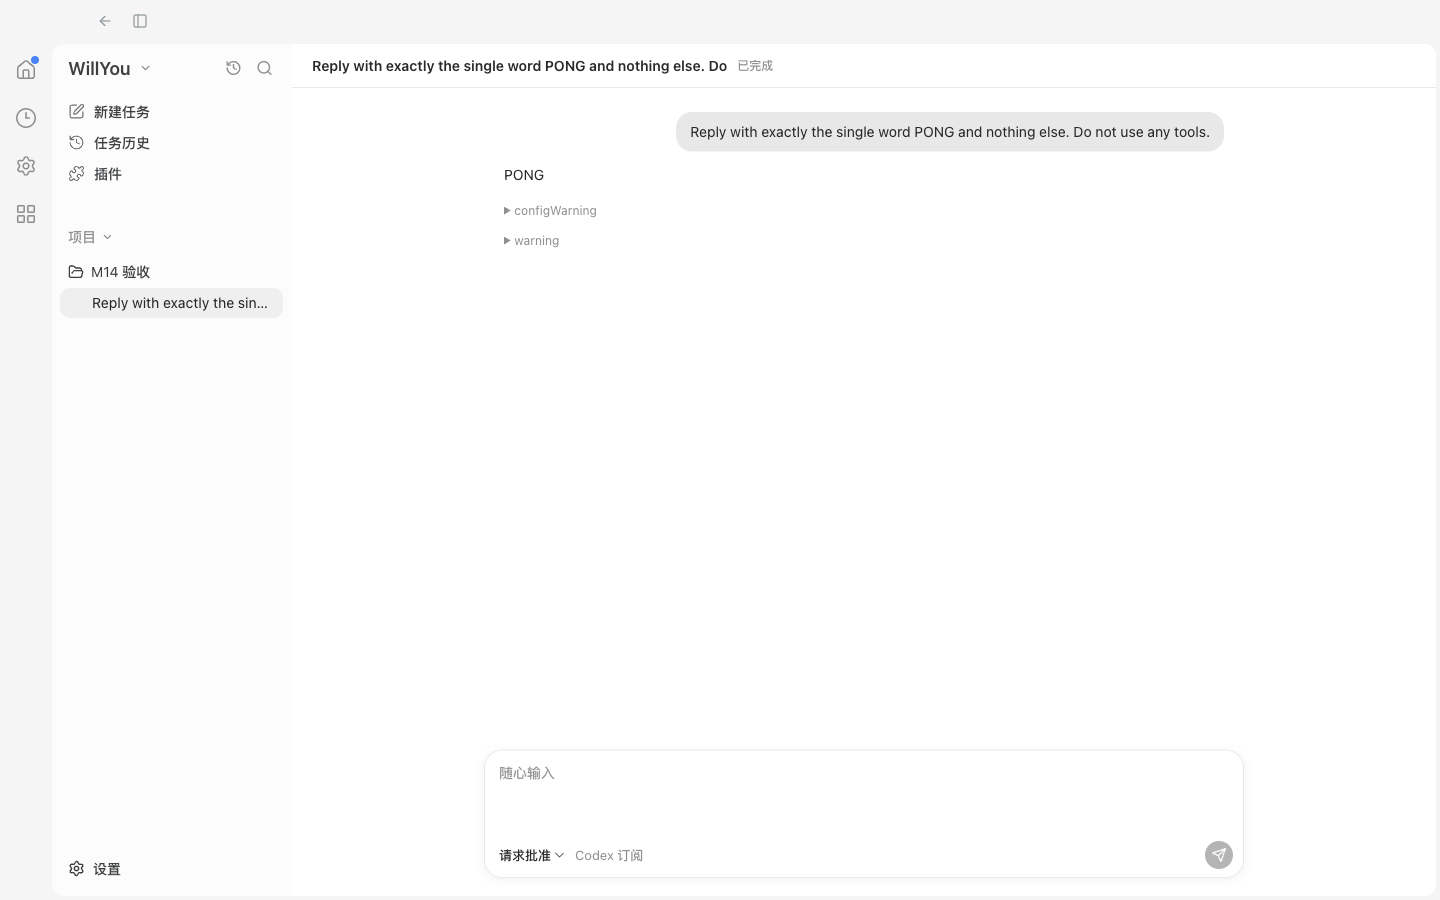 WillYou
新建任务
任务历史
插件
项目
M14 验收
Reply with exactly the sin...
设置
Reply with exactly the single word PONG and nothing else. Do 已完成
Reply with exactly the single word PONG and nothing else. Do not use any tools.
PONG
configWarning
warning
随心输入
请求批准 Codex 订阅